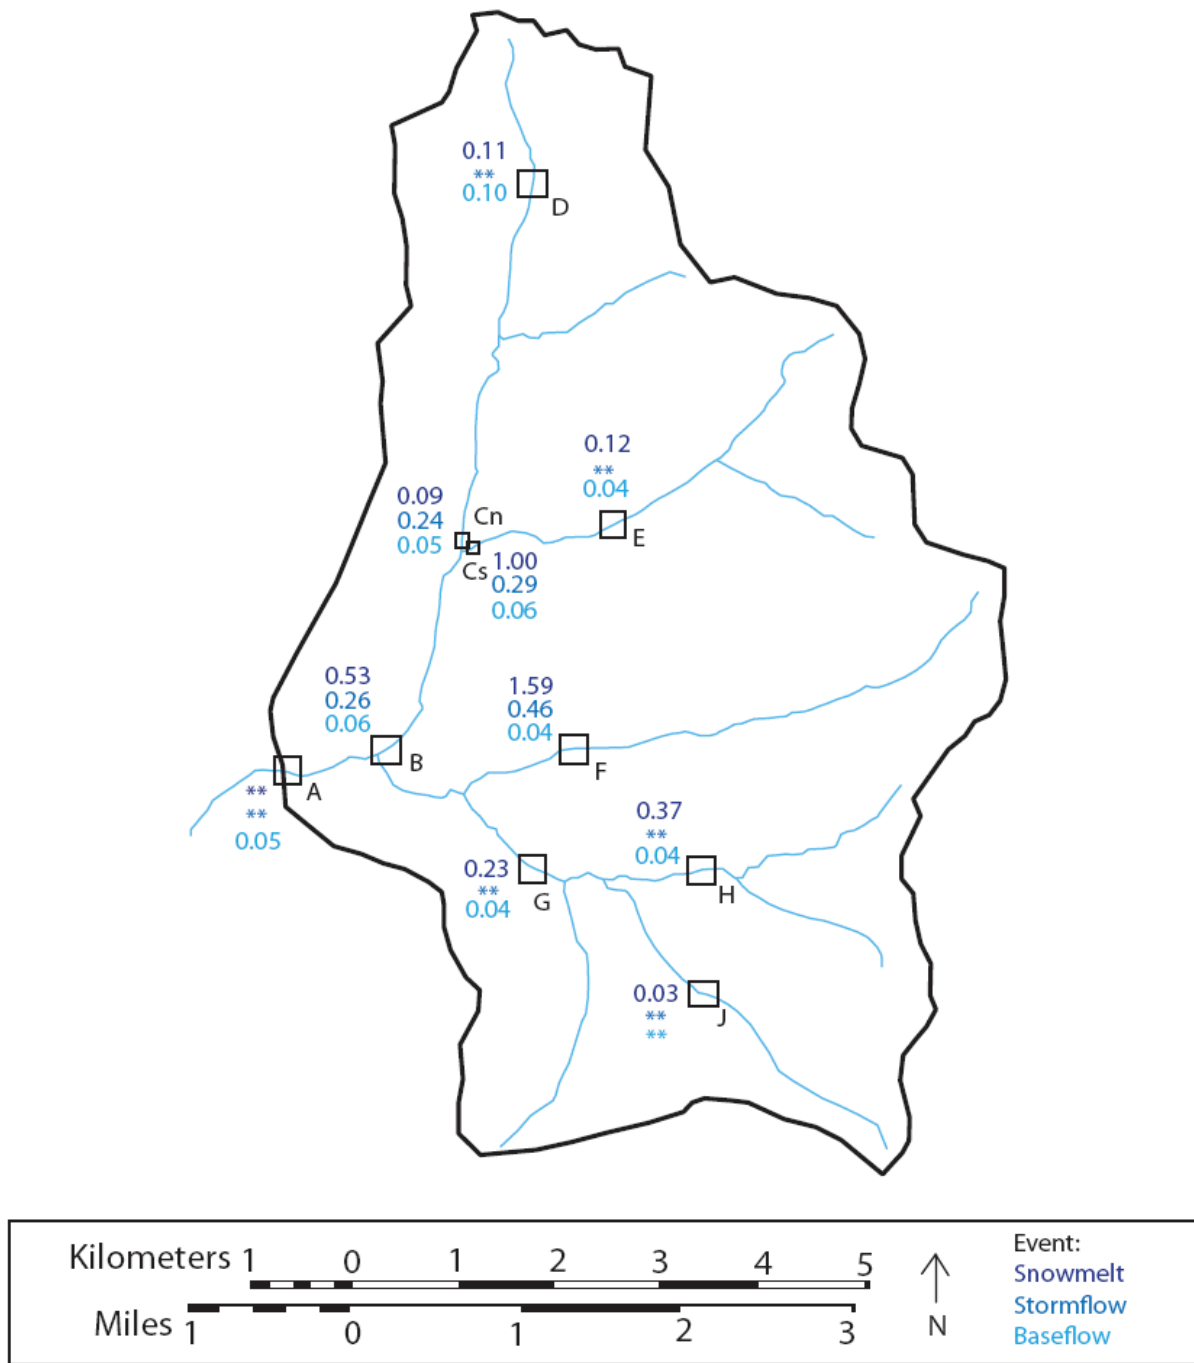 0.11
**
0.10
D
0.12
**
0.04
E
0.09
0.24
0.05
Cn
Cs
1.00
0.29
0.06
0.53
0.26
0.06
B
1.59
0.46
0.04
F
A
**
**
0.05
0.37
**
0.04
H
0.23
**
0.04
G
0.03
**
**
J
Kilometers 1 0 1 2 3 4 5
Miles 1 0 1 2 3
N
Event:
Snowmelt
Stormflow
Baseflow